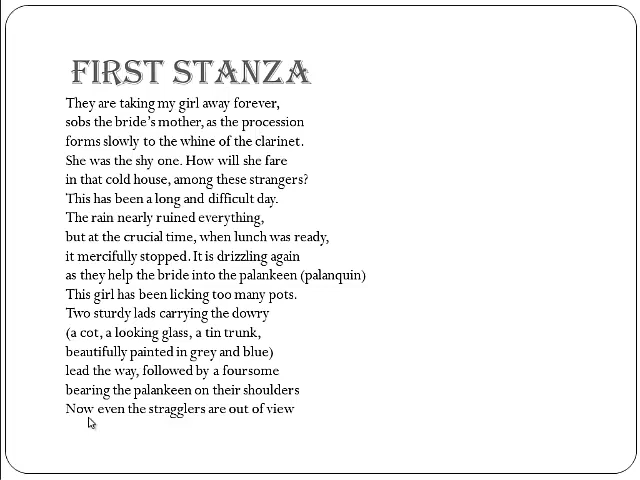 FIRST STANZA
They are taking my girl away forever,
sobs the bride's mother, as the procession
forms slowly to the whine of the clarinet.
She was the shy one. How will she fare
in that cold house, among these strangers?
This has been a long and difficult day.
The rain nearly ruined everything,
but at the crucial time, when lunch was ready,
it mercifully stopped. It is drizzling again
as they help the bride into the palankeen (palanquin)
This girl has been licking too many pots.
Two sturdy lads carrying the dowry
(a cot, a looking glass, a tin trunk,
beautifully painted in grey and blue)
lead the way, followed by a foursome
bearing the palankeen on their shoulders
Now even the stragglers are out of view